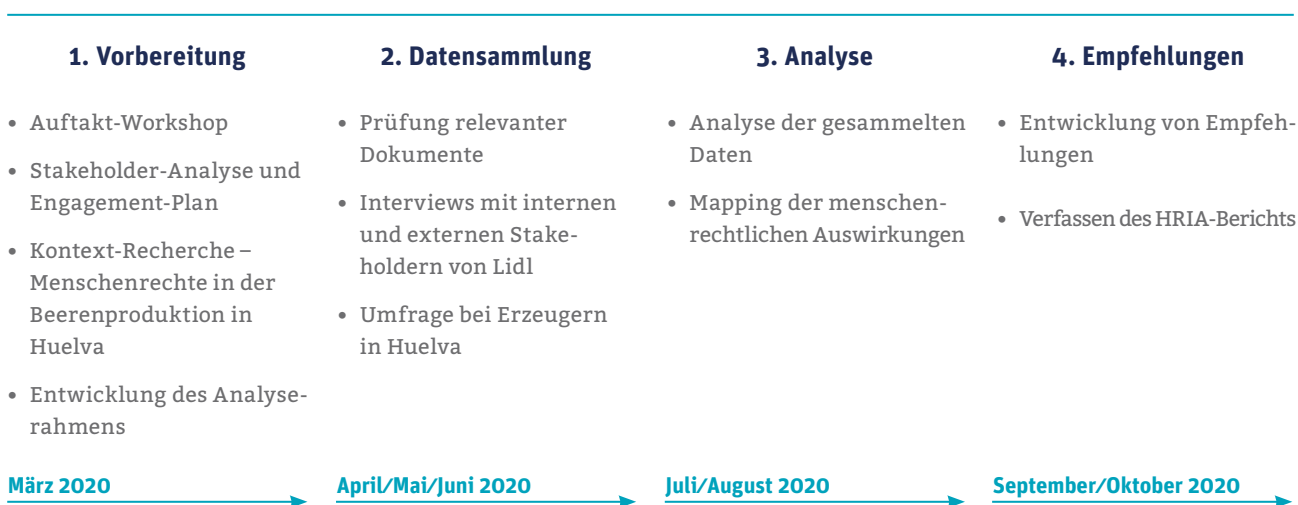 1. Vorbereitung
• Auftakt-Workshop
• Stakeholder-Analyse und
Engagement-Plan
• Kontext-Recherche –
Menschenrechte in der
Beerenproduktion in
Huelva
• Entwicklung des Analyse-
rahmens
März 2020
2. Datensammlung
• Prüfung relevanter
Dokumente
• Interviews mit internen
und externen Stake-
holdern von Lidl
• Umfrage bei Erzeugern
in Huelva
April/Mai/Juni 2020
3. Analyse
• Analyse der gesammelten
Daten
• Mapping der menschen-
rechtlichen Auswirkungen
Juli/August 2020
4. Empfehlungen
• Entwicklung von Empfeh-
lungen
• Verfassen des HRIA-Berichts
September/Oktober 2020